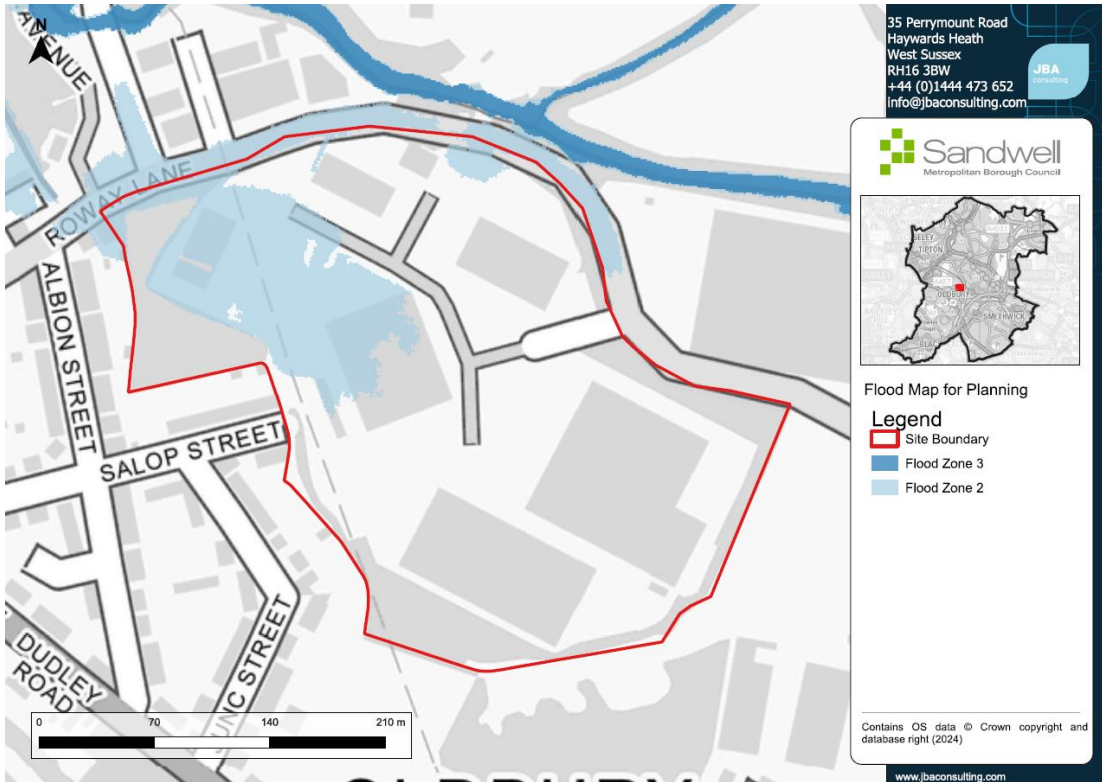 N
AVENUE
ROWAY LANE
ALBION STREET
SALOP STREET
DUDLEY
ROAD
0 70 140 210 m
35 Perrymount Road
Haywards Heath
West Sussex
RH16 3BW
+44 (0)1444 473 652
info@jbaconsulting.com
JBA
consulting
Sandwell
Metropolitan Borough Council
TIPTON
OLDBURY
SMETHWICK
Flood Map for Planning
Legend
Site Boundary
Flood Zone 3
Flood Zone 2
Contains OS data © Crown copyright and
database right (2024)
www.jbaconsulting.com